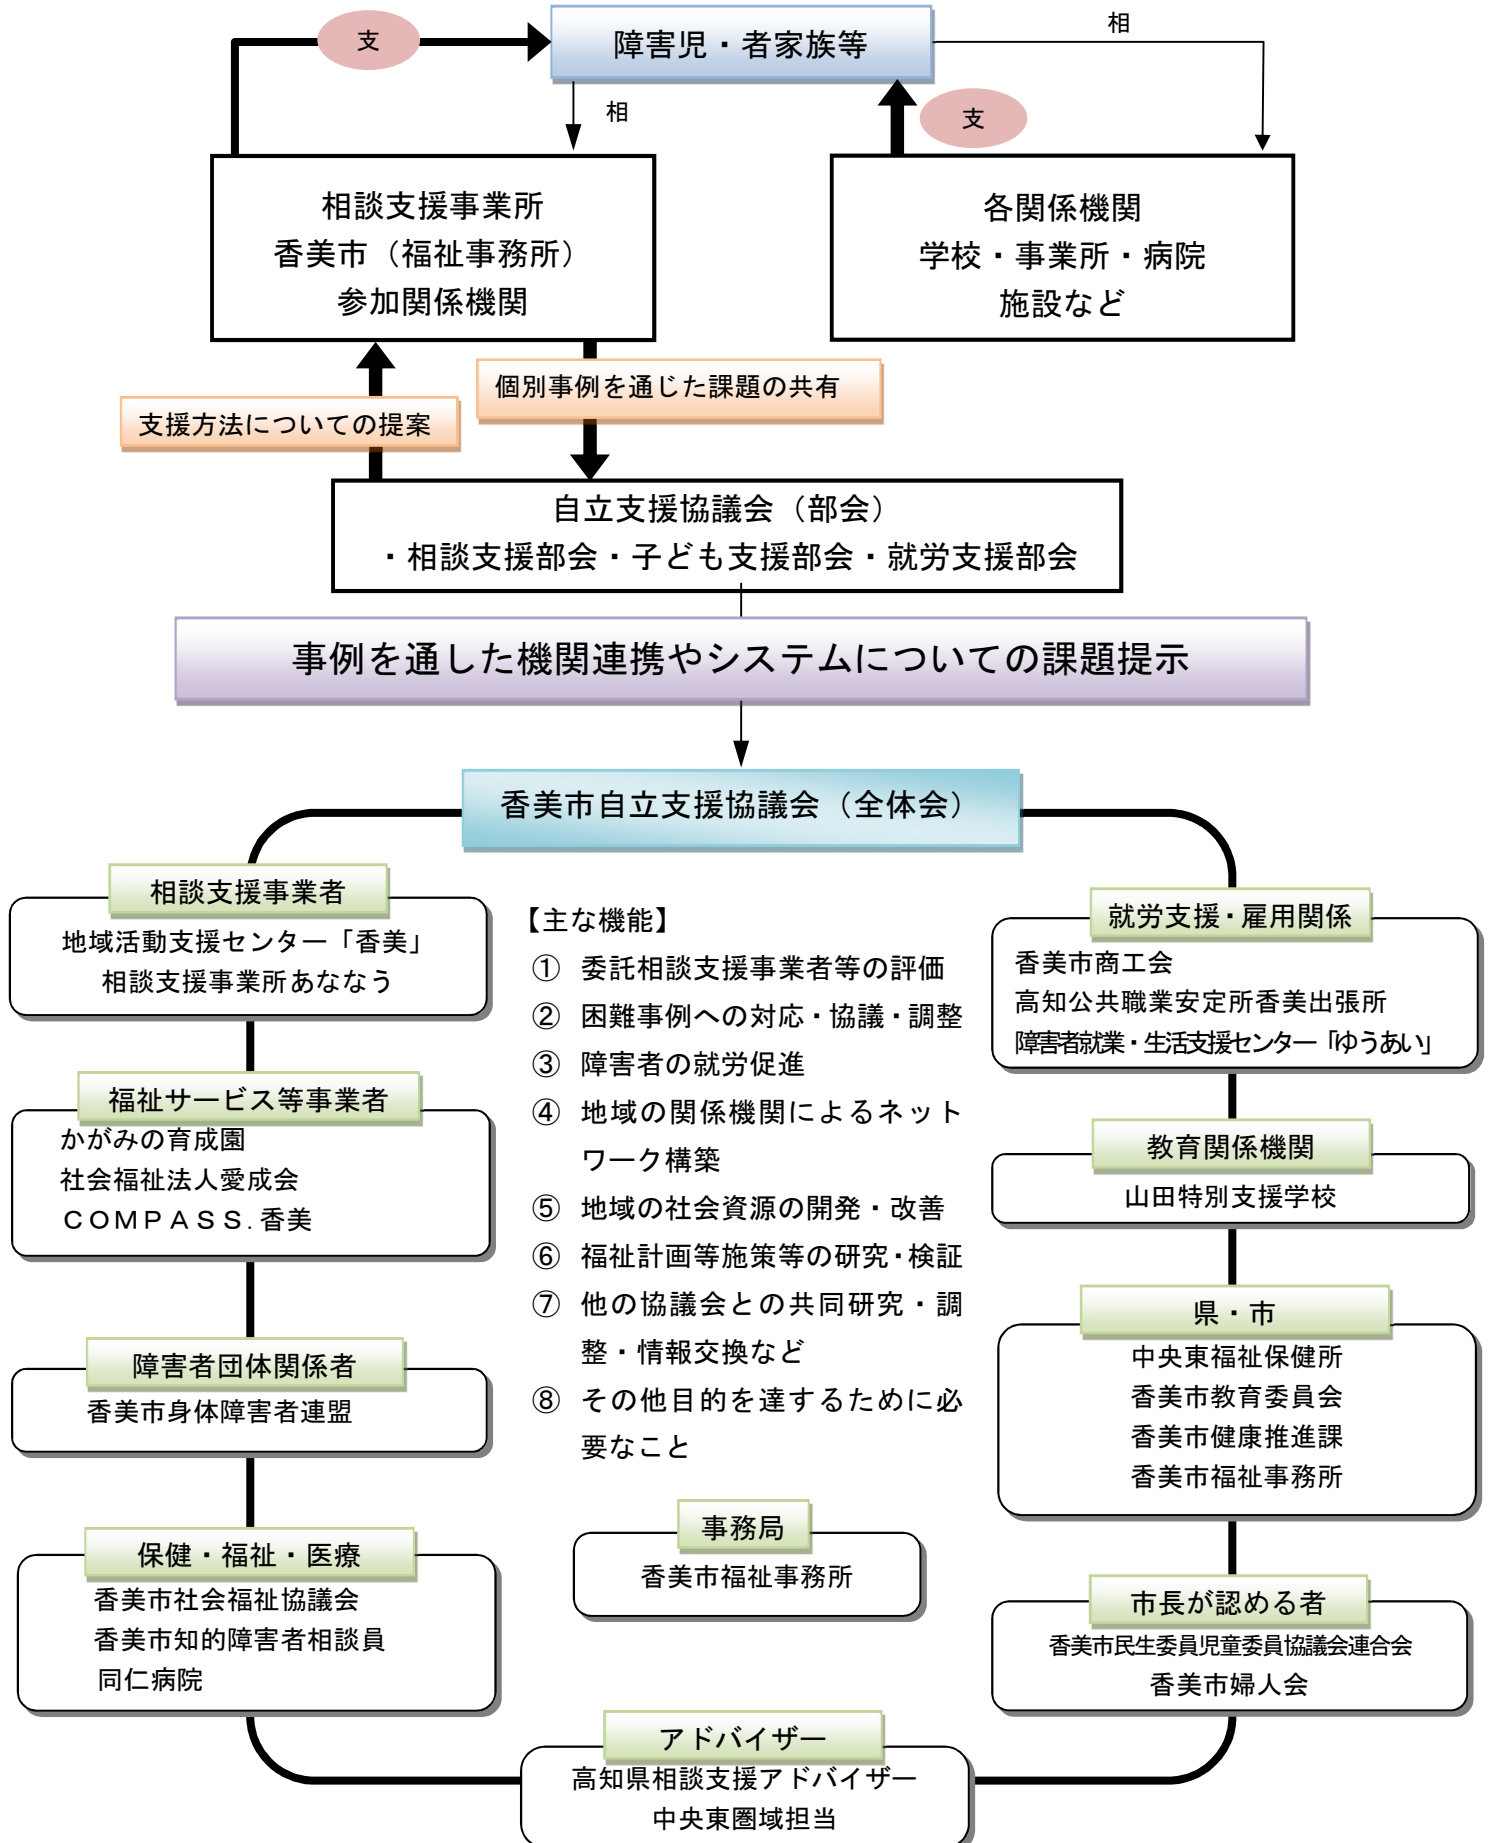 支
障害児・者家族等
相
相
支
相談支援事業所
香美市（福祉事務所）
参加関係機関
各関係機関
学校・事業所・病院
施設など
個別事例を通じた課題の共有
支援方法についての提案
自立支援協議会（部会）
・相談支援部会・子ども支援部会・就労支援部会
事例を通した機関連携やシステムについての課題提示
香美市自立支援協議会（全体会）
相談支援事業者
地域活動支援センター「香美」
相談支援事業所あななう
福祉サービス等事業者
かがみの育成園
社会福祉法人愛成会
ＣＯＭＰＡＳＳ．香美
障害者団体関係者
香美市身体障害者連盟
保健・福祉・医療
香美市社会福祉協議会
香美市知的障害者相談員
同仁病院
【主な機能】
① 委託相談支援事業者等の評価
② 困難事例への対応・協議・調整
③ 障害者の就労促進
④ 地域の関係機関によるネット
ワーク構築
⑤ 地域の社会資源の開発・改善
⑥ 福祉計画等施策等の研究・検証
⑦ 他の協議会との共同研究・調
整・情報交換など
⑧ その他目的を達するために必
要なこと
事務局
香美市福祉事務所
就労支援・雇用関係
香美市商工会
高知公共職業安定所香美出張所
障害者就業・生活支援センター「ゆうあい」
教育関係機関
山田特別支援学校
県・市
中央東福祉保健所
香美市教育委員会
香美市健康推進課
香美市福祉事務所
市長が認める者
香美市民生委員児童委員協議会連合会
香美市婦人会
アドバイザー
高知県相談支援アドバイザー
中央東圏域担当